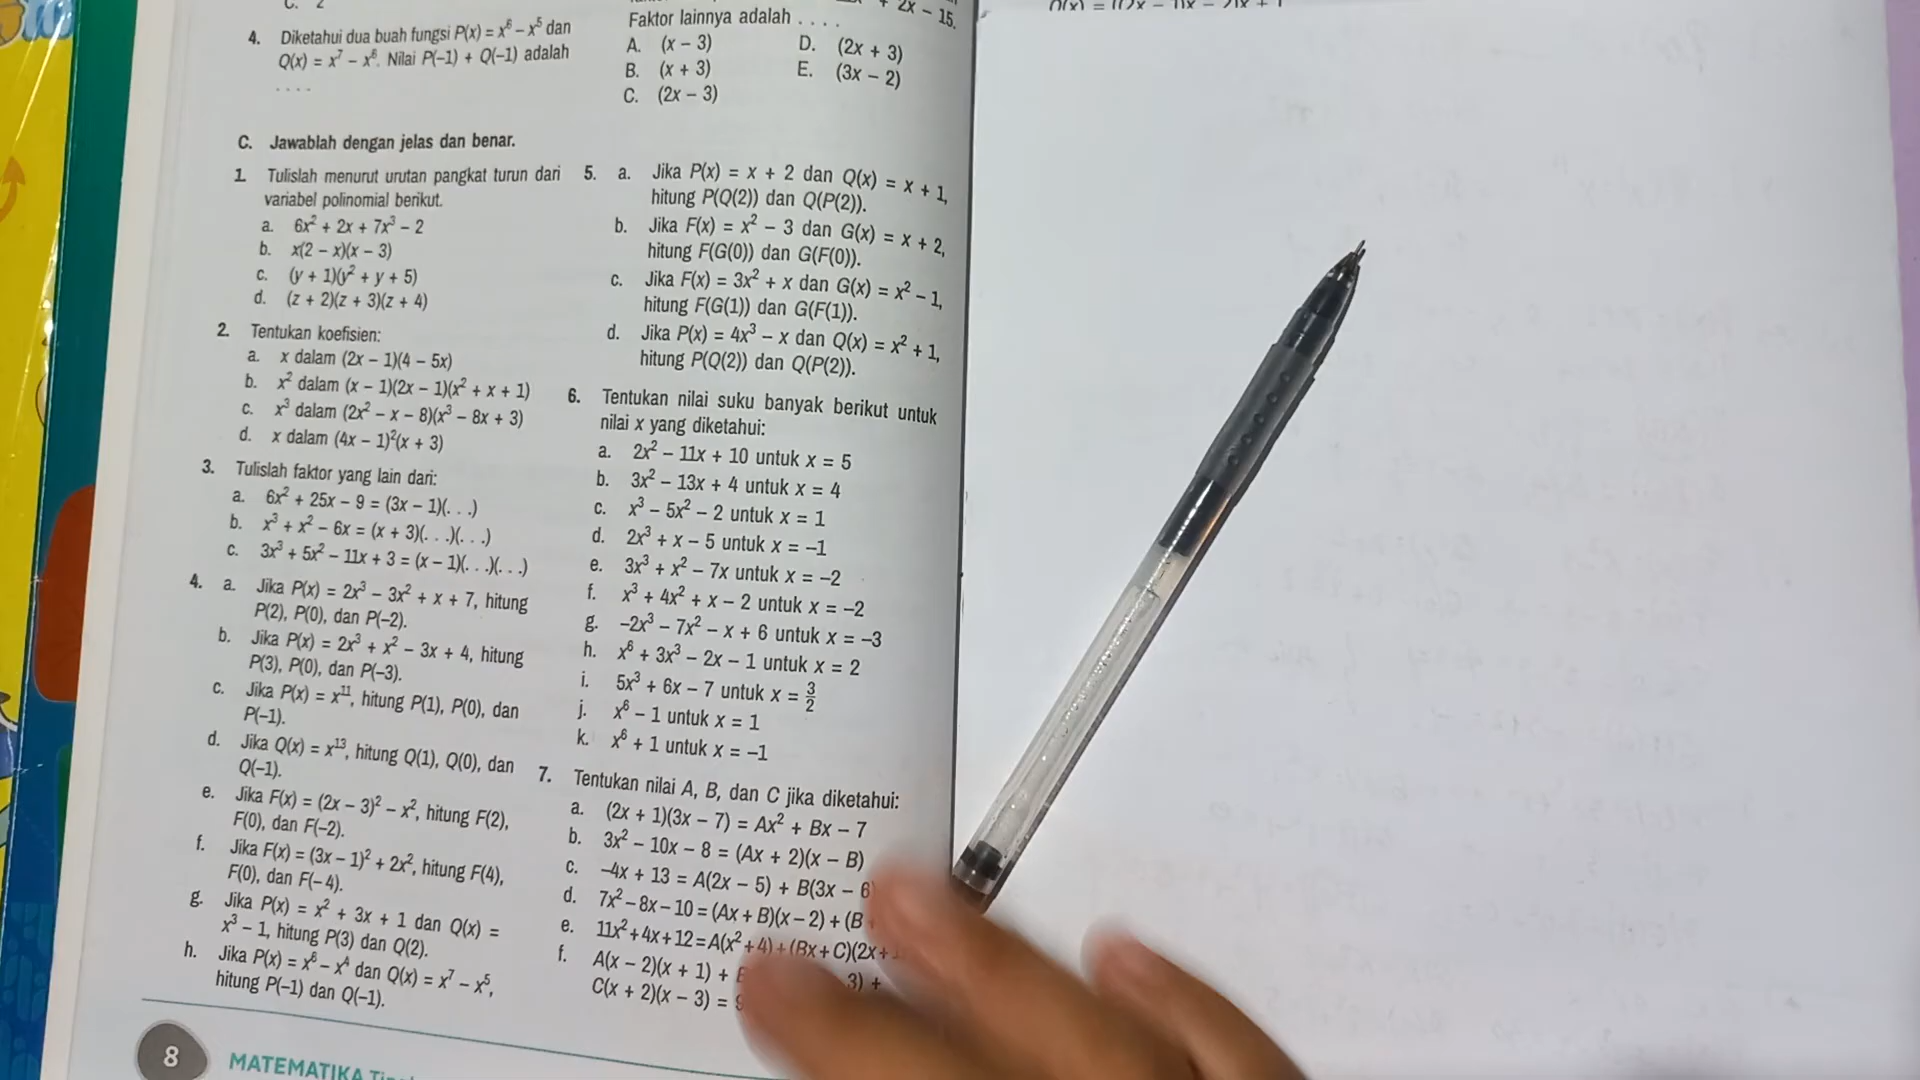 4. Diketahui dua buah fungsi P(x) = x⁶ – x⁵ dan
Q(x) = x⁷ – x⁶. Nilai P(–1) + Q(–1) adalah
. . . .
+ 2x – 15.
Faktor lainnya adalah . . . .
A. (x – 3)
B. (x + 3)
C. (2x – 3)
D. (2x + 3)
E. (3x – 2)
C. Jawablah dengan jelas dan benar.
1. Tulislah menurut urutan pangkat turun dari
variabel polinomial berikut.
a. 6x² + 2x + 7x³ – 2
b. x(2 – x)(x – 3)
c. (y + 1)(y² + y + 5)
d. (z + 2)(z + 3)(z + 4)
2. Tentukan koefisien:
a. x dalam (2x – 1)(4 – 5x)
b. x² dalam (x – 1)(2x – 1)(x² + x + 1)
c. x³ dalam (2x² – x – 8)(x³ – 8x + 3)
d. x dalam (4x – 1)²(x + 3)
3. Tulislah faktor yang lain dari:
a. 6x² + 25x – 9 = (3x – 1)(. . .)
b. x³ + x² – 6x = (x + 3)(. . .)(. . .)
c. 3x³ + 5x² – 11x + 3 = (x – 1)(. . .)(. . .)
4. a. Jika P(x) = 2x³ – 3x² + x + 7, hitung
P(2), P(0), dan P(–2).
b. Jika P(x) = 2x³ + x² – 3x + 4, hitung
P(3), P(0), dan P(–3).
c. Jika P(x) = x¹¹, hitung P(1), P(0), dan
P(–1).
d. Jika Q(x) = x¹³, hitung Q(1), Q(0), dan
Q(–1).
e. Jika F(x) = (2x – 3)² – x², hitung F(2),
F(0), dan F(–2).
f. Jika F(x) = (3x – 1)² + 2x², hitung F(4),
F(0), dan F(–4).
g. Jika P(x) = x² + 3x + 1 dan Q(x) =
x³ – 1, hitung P(3) dan Q(2).
h. Jika P(x) = x⁶ – x⁴ dan Q(x) = x⁷ – x⁵,
hitung P(–1) dan Q(–1).
5. a. Jika P(x) = x + 2 dan Q(x) = x + 1,
hitung P(Q(2)) dan Q(P(2)).
b. Jika F(x) = x² – 3 dan G(x) = x + 2,
hitung F(G(0)) dan G(F(0)).
c. Jika F(x) = 3x² + x dan G(x) = x² – 1,
hitung F(G(1)) dan G(F(1)).
d. Jika P(x) = 4x³ – x dan Q(x) = x² + 1,
hitung P(Q(2)) dan Q(P(2)).
6. Tentukan nilai suku banyak berikut untuk
nilai x yang diketahui:
a. 2x² – 11x + 10 untuk x = 5
b. 3x² – 13x + 4 untuk x = 4
c. x³ – 5x² – 2 untuk x = 1
d. 2x³ + x – 5 untuk x = –1
e. 3x³ + x² – 7x untuk x = –2
f. x³ + 4x² + x – 2 untuk x = –2
g. –2x³ – 7x² – x + 6 untuk x = –3
h. x⁶ + 3x³ – 2x – 1 untuk x = 2
i. 5x³ + 6x – 7 untuk x = 3/2
j. x⁶ – 1 untuk x = 1
k. x⁶ + 1 untuk x = –1
7. Tentukan nilai A, B, dan C jika diketahui:
a. (2x + 1)(3x – 7) = Ax² + Bx – 7
b. 3x² – 10x – 8 = (Ax + 2)(x – B)
c. –4x + 13 = A(2x – 5) + B(3x – 6
d. 7x² – 8x – 10 = (Ax + B)(x – 2) + (B
e. 11x² + 4x + 12 = A(x² + 4) + (Bx + C)(2x +
f. A(x – 2)(x + 1) + 3) +
C(x + 2)(x – 3) =
8 MATEMATIKA